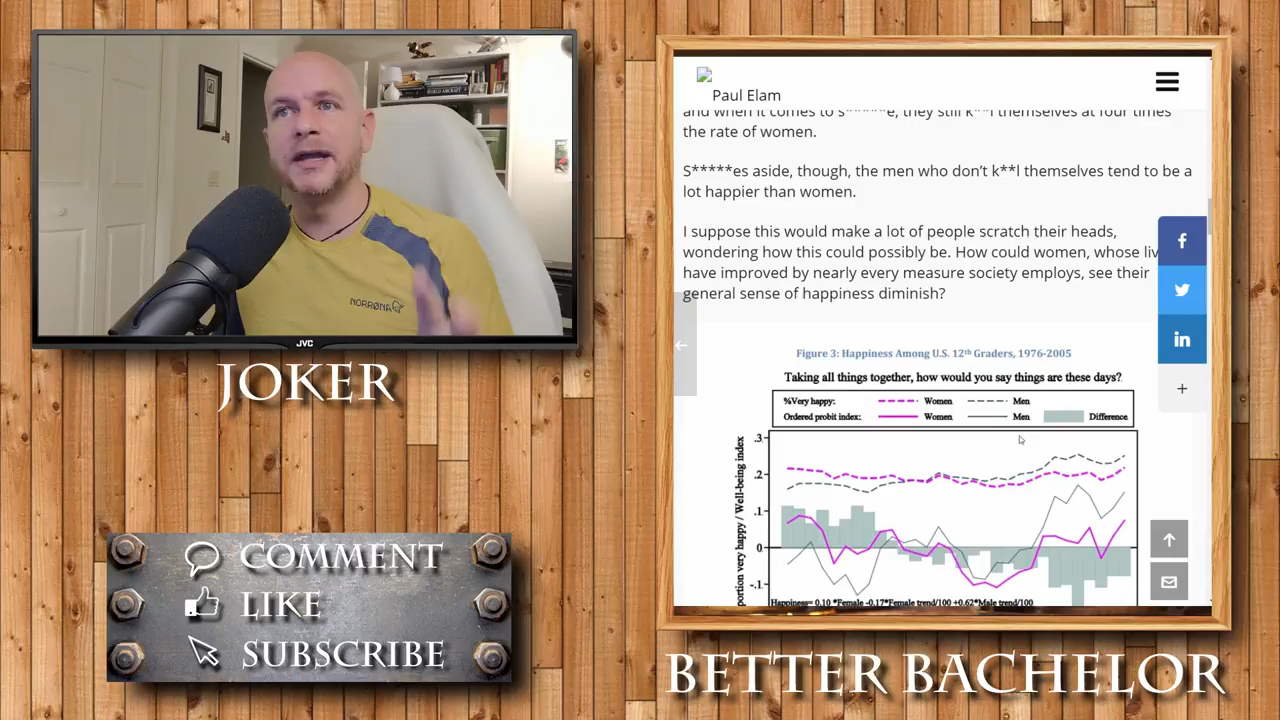 WORLD AIRCRAFT
NORRØNA
JVC
JOKER
COMMENT
LIKE
SUBSCRIBE
Paul Elam
and when it comes to s******e, they still k**l themselves at four times
the rate of women.
S*****es aside, though, the men who don’t k**l themselves tend to be a
lot happier than women.
I suppose this would make a lot of people scratch their heads,
wondering how this could possibly be. How could women, whose liv
have improved by nearly every measure society employs, see their
general sense of happiness diminish?
Figure 3: Happiness Among U.S. 12th Graders, 1976-2005
Taking all things together, how would you say things are these days?
%Very happy: Women Men
Ordered probit index: Women Men Difference
portion very happy / Well-being index
.3
.2
.1
0
-.1
Happiness= 0.10 *Female -0.17*Female trend/100 +0.62*Male trend/100
BETTER BACHELOR